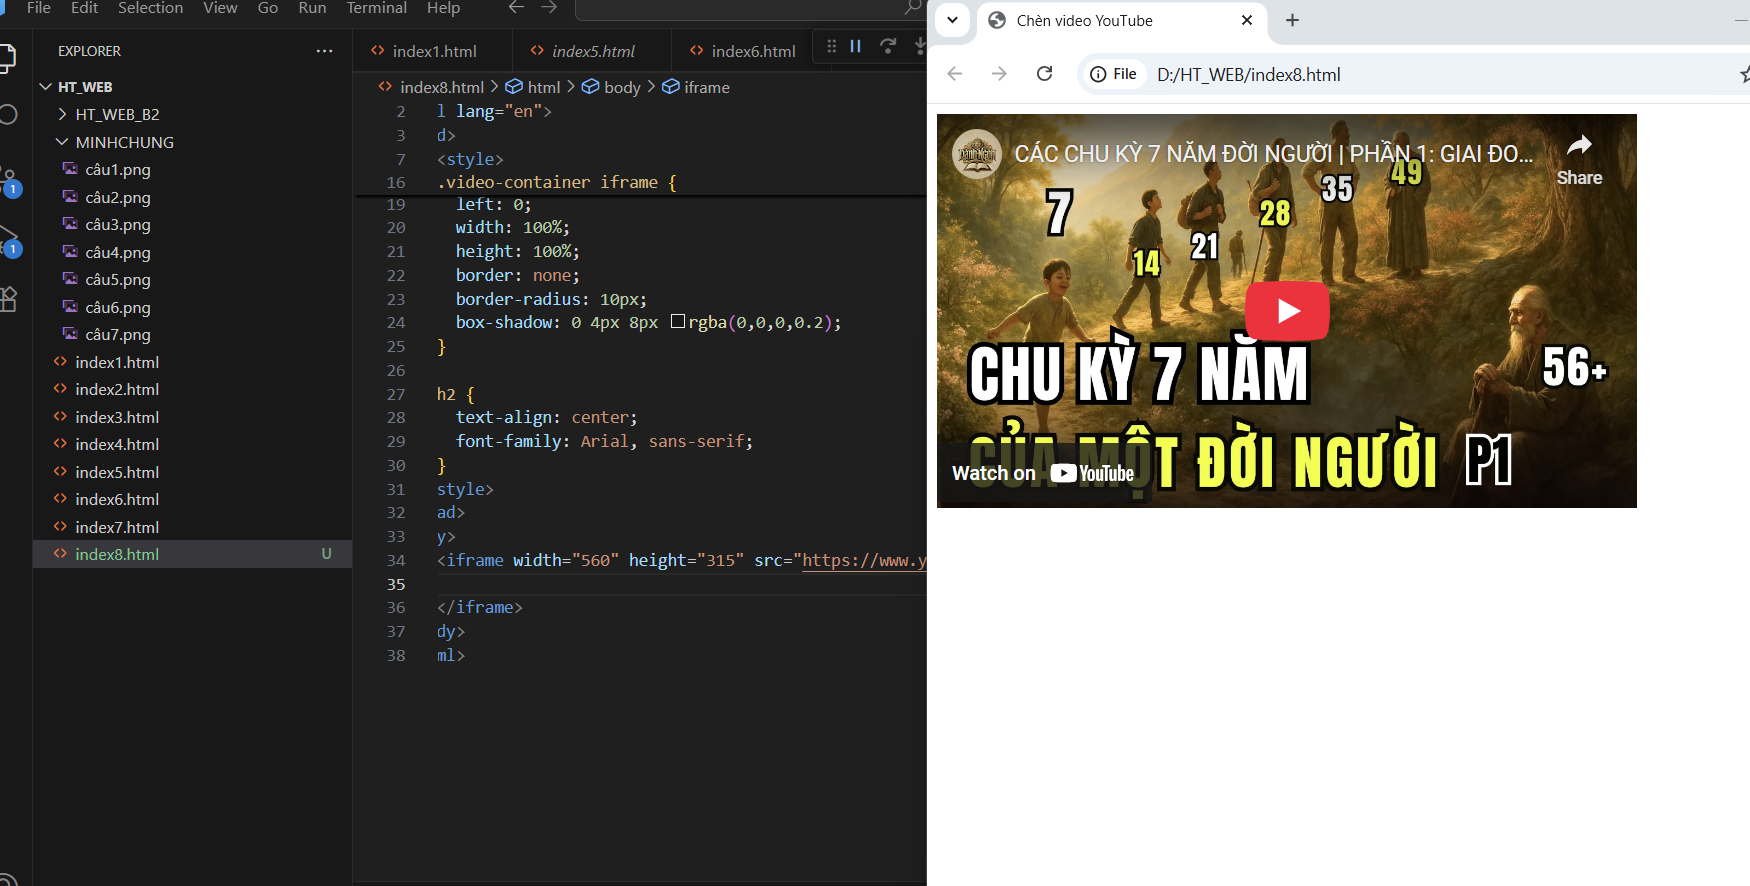 File Edit Selection View Go Run Terminal Help
EXPLORER
HT_WEB
HT_WEB_B2
MINHCHUNG
câu1.png
câu2.png
câu3.png
câu4.png
câu5.png
câu6.png
câu7.png
index1.html
index2.html
index3.html
index4.html
index5.html
index6.html
index7.html
index8.html U
1
1
index1.html index5.html index6.html
index8.html > html > body > iframe
2 l lang="en">
3 d>
7 <style>
16 .video-container iframe {
19 left: 0;
20 width: 100%;
21 height: 100%;
22 border: none;
23 border-radius: 10px;
24 box-shadow: 0 4px 8px rgba(0,0,0,0.2);
25 }
26
27 h2 {
28 text-align: center;
29 font-family: Arial, sans-serif;
30 }
31 style>
32 ad>
33 y>
34 <iframe width="560" height="315" src="https://www.y
35
36 </iframe>
37 dy>
38 ml>
Chèn video YouTube
File D:/HT_WEB/index8.html
CÁC CHU KỲ 7 NĂM ĐỜI NGƯỜI | PHẦN 1: GIAI ĐO...
Share
7
14
21
28
35
49
56+
CHU KỲ 7 NĂM
CỦA MỘT ĐỜI NGƯỜI P1
Watch on YouTube